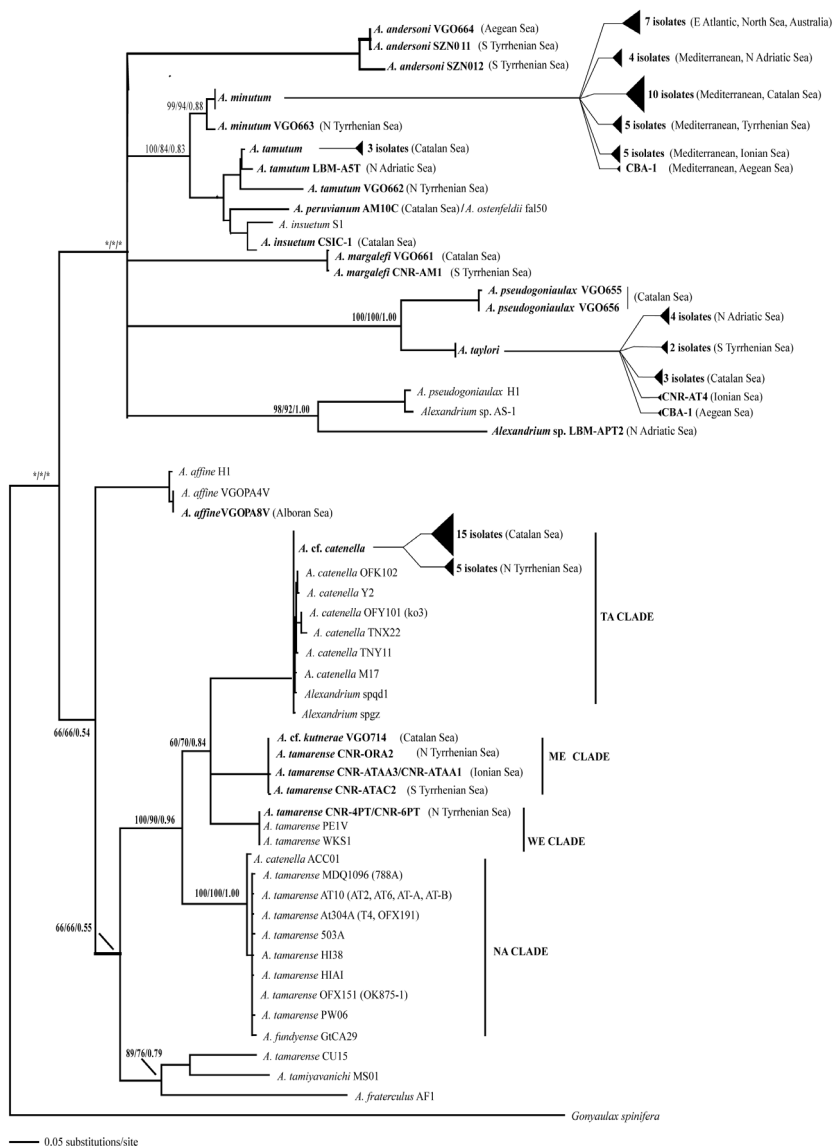 A. andersoni VGO664 (Aegean Sea)
A. andersoni SZN011 (S Tyrrhenian Sea)
A. andersoni SZN012 (S Tyrrhenian Sea)
7 isolates (E Atlantic, North Sea, Australia)
4 isolates (Mediterranean, N Adriatic Sea)
10 isolates (Mediterranean, Catalan Sea)
5 isolates (Mediterranean, Tyrrhenian Sea)
5 isolates (Mediterranean, Ionian Sea)
CBA-1 (Mediterranean, Aegean Sea)
99/94/0.88
A. minutum
A. minutum VGO663 (N Tyrrhenian Sea)
100/84/0.83
A. tamutum
3 isolates (Catalan Sea)
A. tamutum LBM-A5T (N Adriatic Sea)
A. tamutum VGO662 (N Tyrrhenian Sea)
A. peruvianum AM10C (Catalan Sea)/ A. ostenfeldii fal50
A. insuetum S1
A. insuetum CSIC-1 (Catalan Sea)
*/*/*
A. margalefi VGO661 (Catalan Sea)
A. margalefi CNR-AM1 (S Tyrrhenian Sea)
A. pseudogoniaulax VGO655
A. pseudogoniaulax VGO656
(Catalan Sea)
100/100/1.00
A. taylori
4 isolates (N Adriatic Sea)
2 isolates (S Tyrrhenian Sea)
3 isolates (Catalan Sea)
CNR-AT4 (Ionian Sea)
CBA-1 (Aegean Sea)
A. pseudogoniaulax H1
98/92/1.00
Alexandrium sp. AS-1
Alexandrium sp. LBM-APT2 (N Adriatic Sea)
*/*/*
A. affine H1
A. affine VGOPA4V
A. affineVGOPA8V (Alboran Sea)
A. cf. catenella
15 isolates (Catalan Sea)
5 isolates (N Tyrrhenian Sea)
A. catenella OFK102
A. catenella Y2
A. catenella OFY101 (ko3)
A. catenella TNX22
A. catenella TNY11
A. catenella M17
Alexandrium spqd1
Alexandrium spgz
TA CLADE
66/66/0.54
60/70/0.84
A. cf. kutnerae VGO714 (Catalan Sea)
A. tamarense CNR-ORA2 (N Tyrrhenian Sea)
A. tamarense CNR-ATAA3/CNR-ATAA1 (Ionian Sea)
A. tamarense CNR-ATAC2 (S Tyrrhenian Sea)
ME CLADE
100/90/0.96
A. tamarense CNR-4PT/CNR-6PT (N Tyrrhenian Sea)
A. tamarense PE1V
A. tamarense WKS1
WE CLADE
A. catenella ACC01
A. tamarense MDQ1096 (788A)
100/100/1.00
A. tamarense AT10 (AT2, AT6, AT-A, AT-B)
A. tamarense At304A (T4, OFX191)
A. tamarense 503A
A. tamarense HI38
A. tamarense HIAI
A. tamarense OFX151 (OK875-1)
A. tamarense PW06
A. fundyense GtCA29
NA CLADE
66/66/0.55
89/76/0.79
A. tamarense CU15
A. tamiyavanichi MS01
A. fraterculus AF1
Gonyaulax spinifera
0.05 substitutions/site